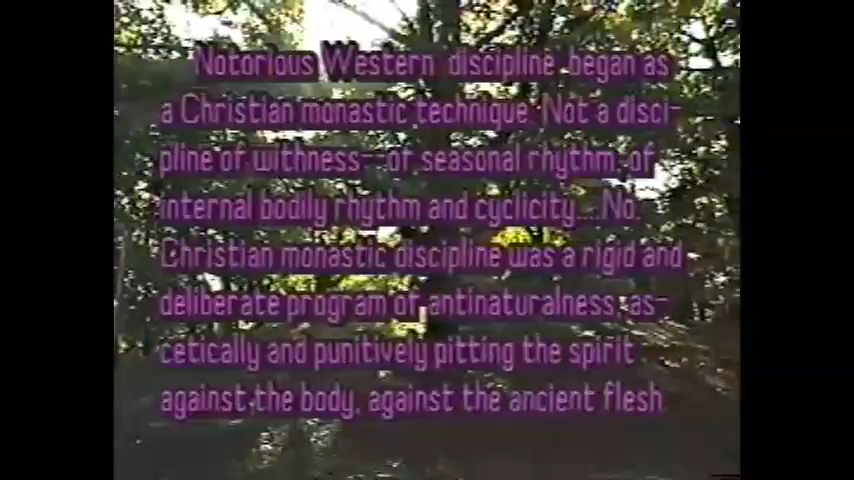 Notorious Western discipline began as
a Christian monastic technique. Not a disci-
pline of withness--of seasonal rhythm, of
internal bodily rhythm and cyclicity....No.
Christian monastic discipline was a rigid and
deliberate program of antinaturalness, as-
cetically and punitively pitting the spirit
against the body, against the ancient flesh.